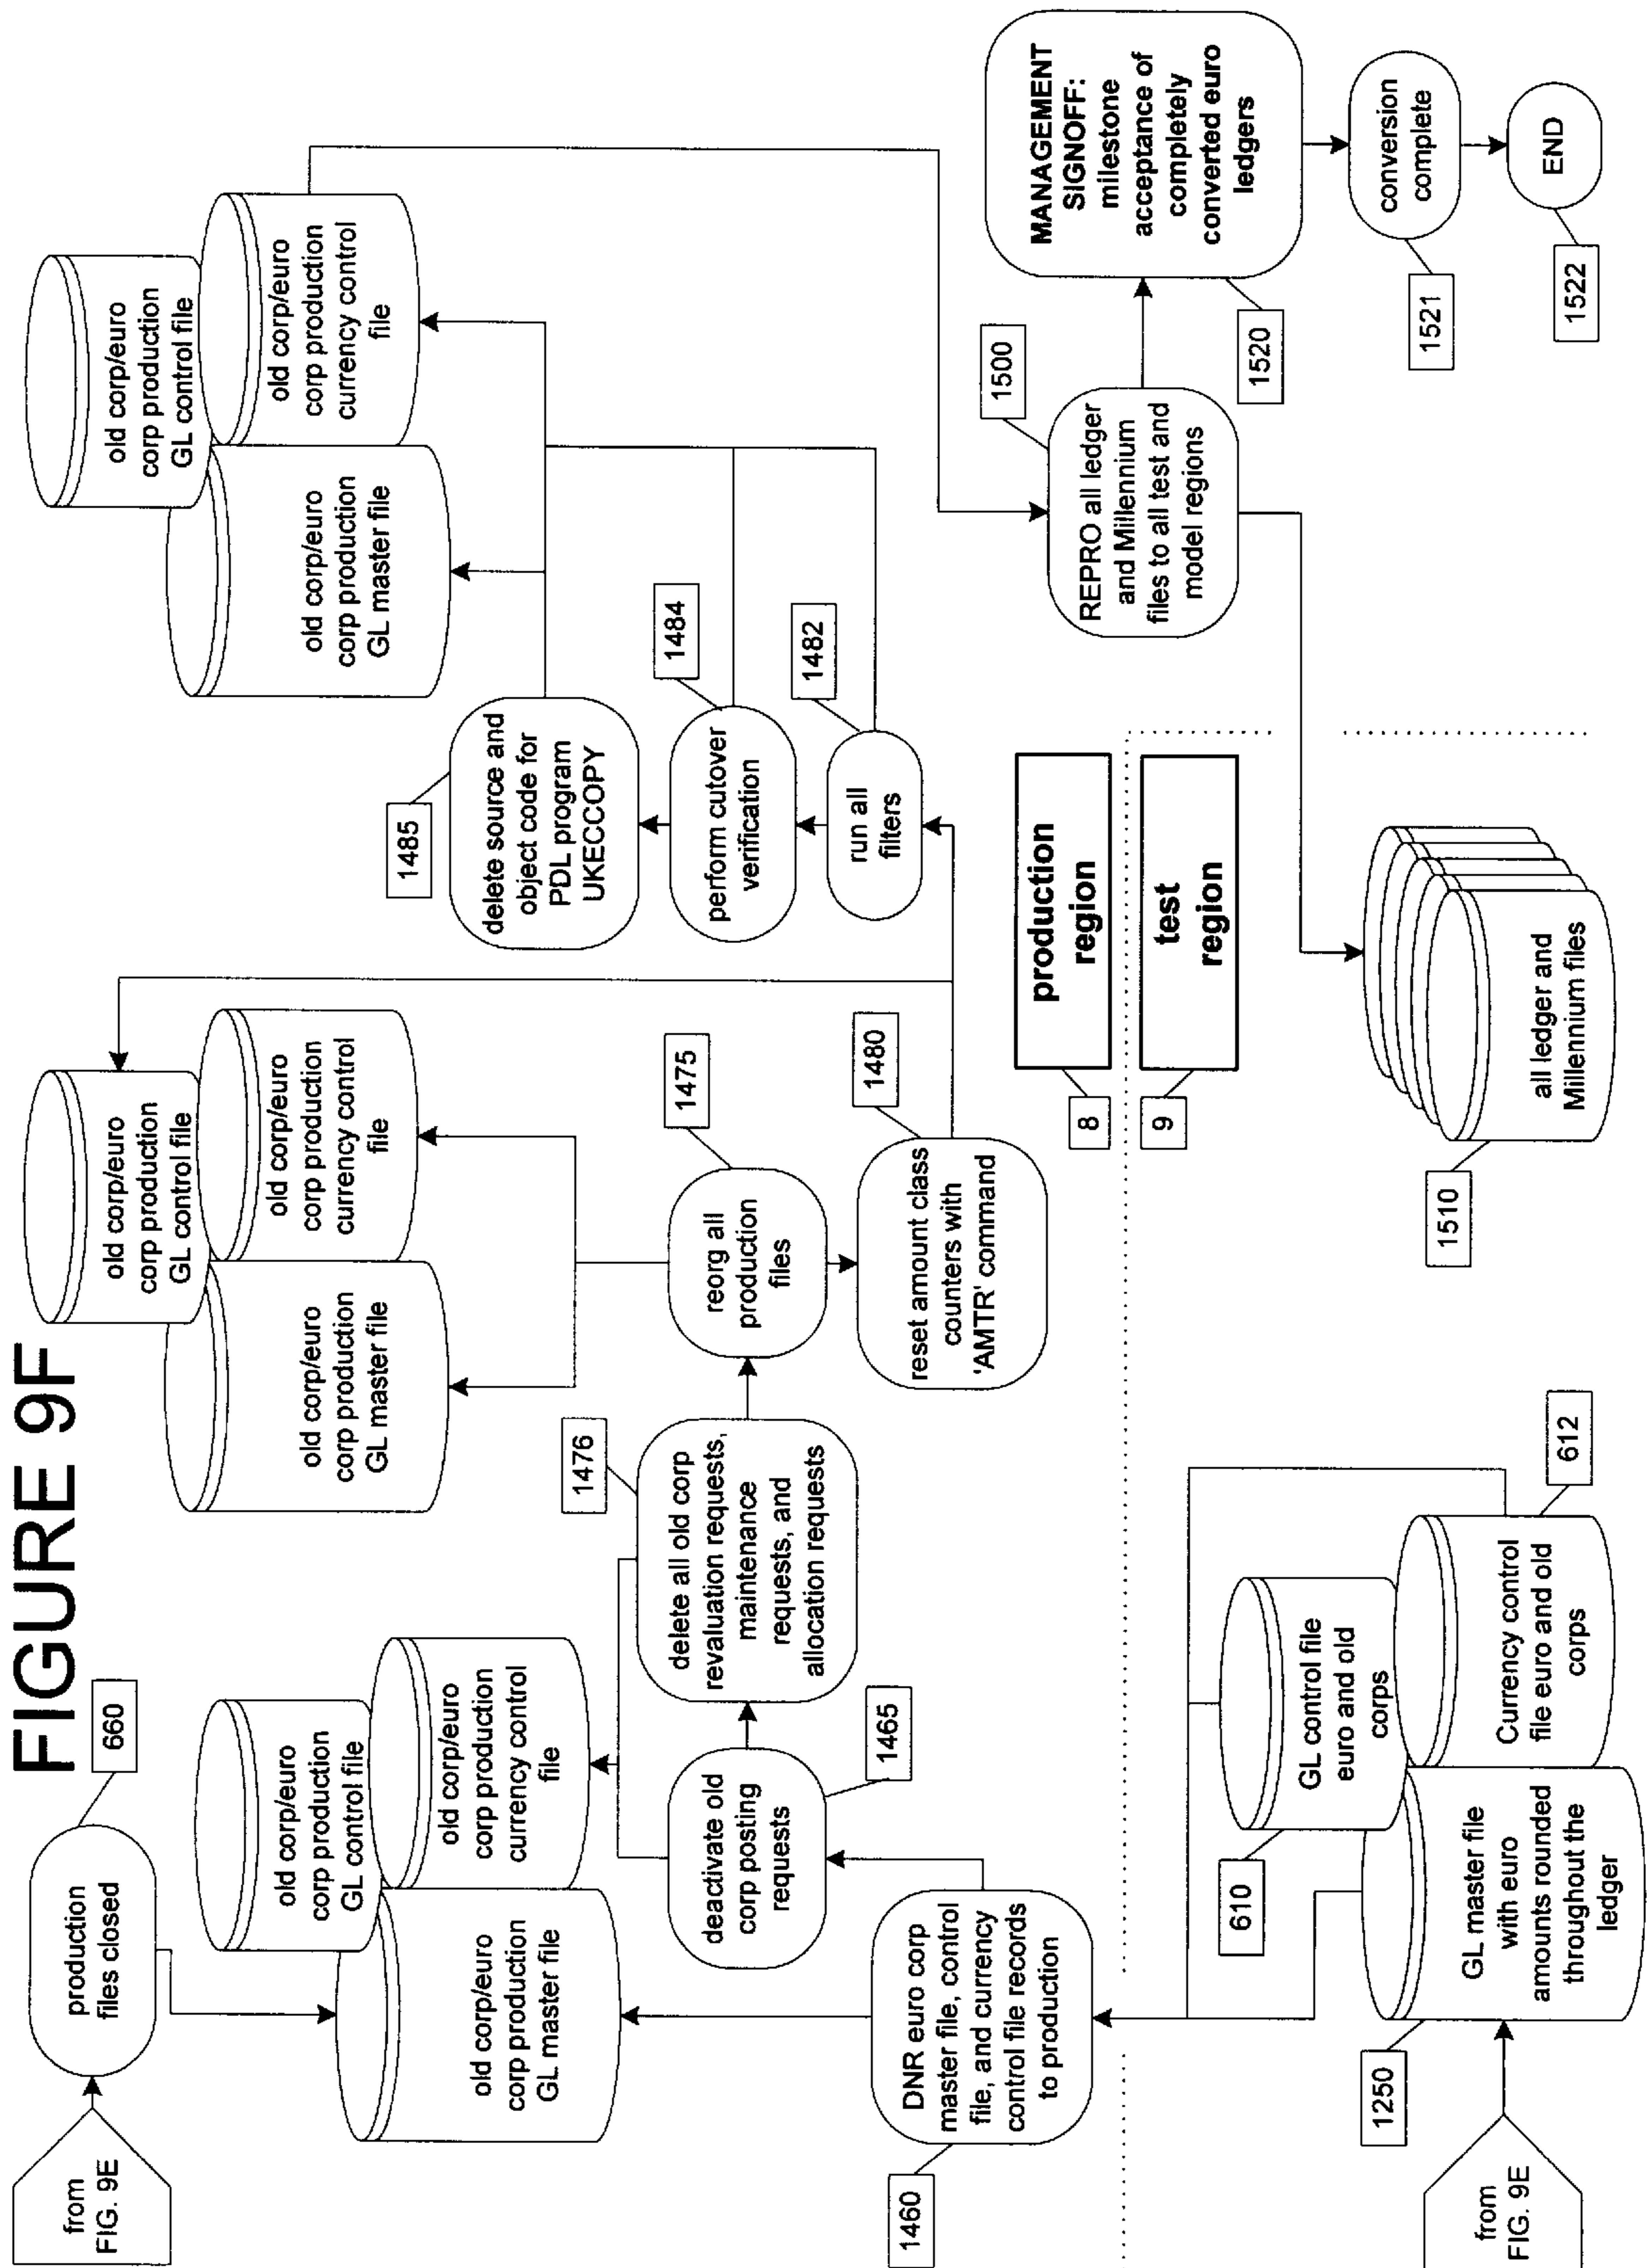 FIGURE 9F
from
FIG. 9E
production
files closed
660
old corp/euro
corp production
GL control file
old corp/euro
corp production
currency control
file
old corp/euro
corp production
GL master file
DNR euro corp
master file, control
file, and currency
control file records
to production
1460
deactivate old
corp posting
requests
1465
delete all old corp
revaluation requests,
maintenance
requests, and
allocation requests
1476
old corp/euro
corp production
GL control file
old corp/euro
corp production
currency control
file
old corp/euro
corp production
GL master file
reorg all
production
files
1475
reset amount class
counters with
'AMTR' command
1480
run all
filters
1482
perform cutover
verification
1484
delete source and
object code for
PDL program
UKECCOPY
1485
old corp/euro
corp production
GL control file
old corp/euro
corp production
currency control
file
old corp/euro
corp production
GL master file
REPRO all ledger
and Millennium
files to all test and
model regions
1500
MANAGEMENT
SIGNOFF:
milestone
acceptance of
completely
converted euro
ledgers
1520
conversion
complete
1521
END
1522
production
region
8
test
region
9
from
FIG. 9E
GL master file
with euro
amounts rounded
throughout the
ledger
1250
GL control file
euro and old
corps
610
Currency control
file euro and old
corps
612
all ledger and
Millennium files
1510